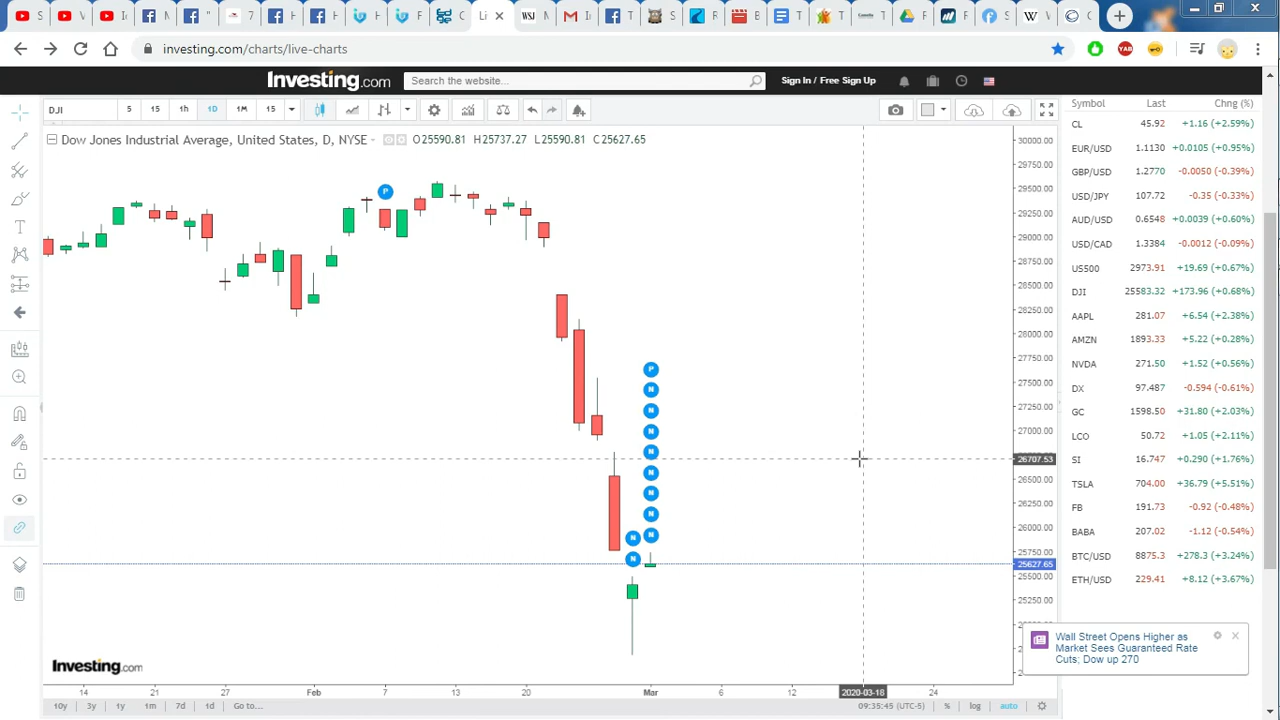 S
V
M
F
M
7
F
F
F
F
C
Li
WSJ
M I
F
S
F
B
T
T
G
F
F
S
W
C
investing.com/charts/live-charts
YAB
Investing.com
Search the website...
Sign In / Free Sign Up
DJI
5
15
1h
1D
1M
15
Dow Jones Industrial Average, United States, D, NYSE
O25590.81 H25737.27 L25590.81 C25627.65
P
P
N
N
N
N
N
N
N
N
N
N
30000.00
29750.00
29500.00
29250.00
29000.00
28750.00
28500.00
28250.00
28000.00
27750.00
27500.00
27250.00
27000.00
26707.53
26500.00
26250.00
26000.00
25750.00
25627.65
25500.00
25250.00
Investing.com
14
21
27
Feb
7
13
20
Mar
6
12
2020-03-18
24
10y
3y
1y
1m
7d
1d
Go to...
09:35:45 (UTC-5)
%
log
auto
Symbol Last Chng (%)
CL 45.92 +1.16 (+2.59%)
EUR/USD 1.1130 +0.0105 (+0.95%)
GBP/USD 1.2770 -0.0050 (-0.39%)
USD/JPY 107.72 -0.35 (-0.33%)
AUD/USD 0.6548 +0.0039 (+0.60%)
USD/CAD 1.3384 -0.0012 (-0.09%)
US500 2973.91 +19.69 (+0.67%)
DJI 25583.32 +173.96 (+0.68%)
AAPL 281.07 +6.54 (+2.38%)
AMZN 1893.33 +5.22 (+0.28%)
NVDA 271.50 +1.52 (+0.56%)
DX 97.487 -0.594 (-0.61%)
GC 1598.50 +31.80 (+2.03%)
LCO 50.72 +1.05 (+2.11%)
SI 16.747 +0.290 (+1.76%)
TSLA 704.00 +36.79 (+5.51%)
FB 191.73 -0.92 (-0.48%)
BABA 207.02 -1.12 (-0.54%)
BTC/USD 8875.3 +278.3 (+3.24%)
ETH/USD 229.41 +8.12 (+3.67%)
Wall Street Opens Higher as
Market Sees Guaranteed Rate
Cuts; Dow up 270